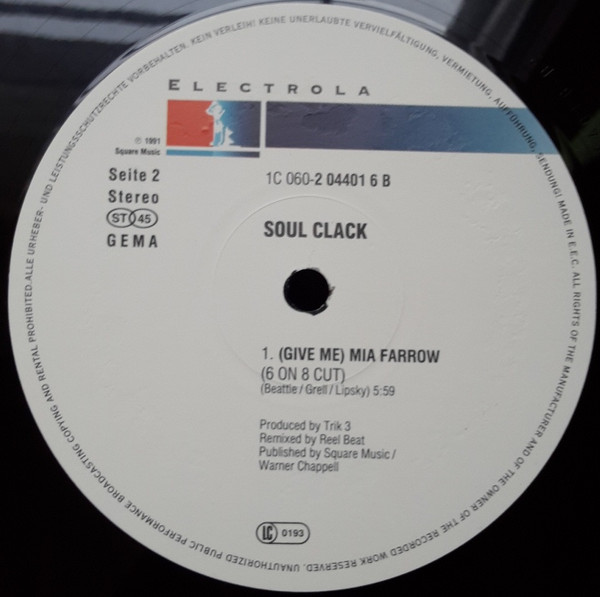 ELECTROLA
℗ 1991
Square Music
Seite 2
Stereo
ST 45
GEMA
1C 060-2 04401 6 B
SOUL CLACK
1. (GIVE ME) MIA FARROW
(6 ON 8 CUT)
(Beattie / Grell / Lipsky) 5:59
Produced by Trik 3
Remixed by Reel Beat
Published by Square Music /
Warner Chappell
LC 0193
ALLE URHEBER- UND LEISTUNGSSCHUTZRECHTE VORBEHALTEN. KEIN VERLEIH! KEINE UNERLAUBTE VERVIELFÄLTIGUNG, VERMIETUNG, AUFFÜHRUNG, SENDUNG! MADE IN E.E.C. ALL RIGHTS OF THE MANUFACTURER AND OF THE OWNER OF THE RECORDED WORK RESERVED. UNAUTHORIZED PUBLIC PERFORMANCE BROADCASTING COPYING AND RENTAL PROHIBITED.